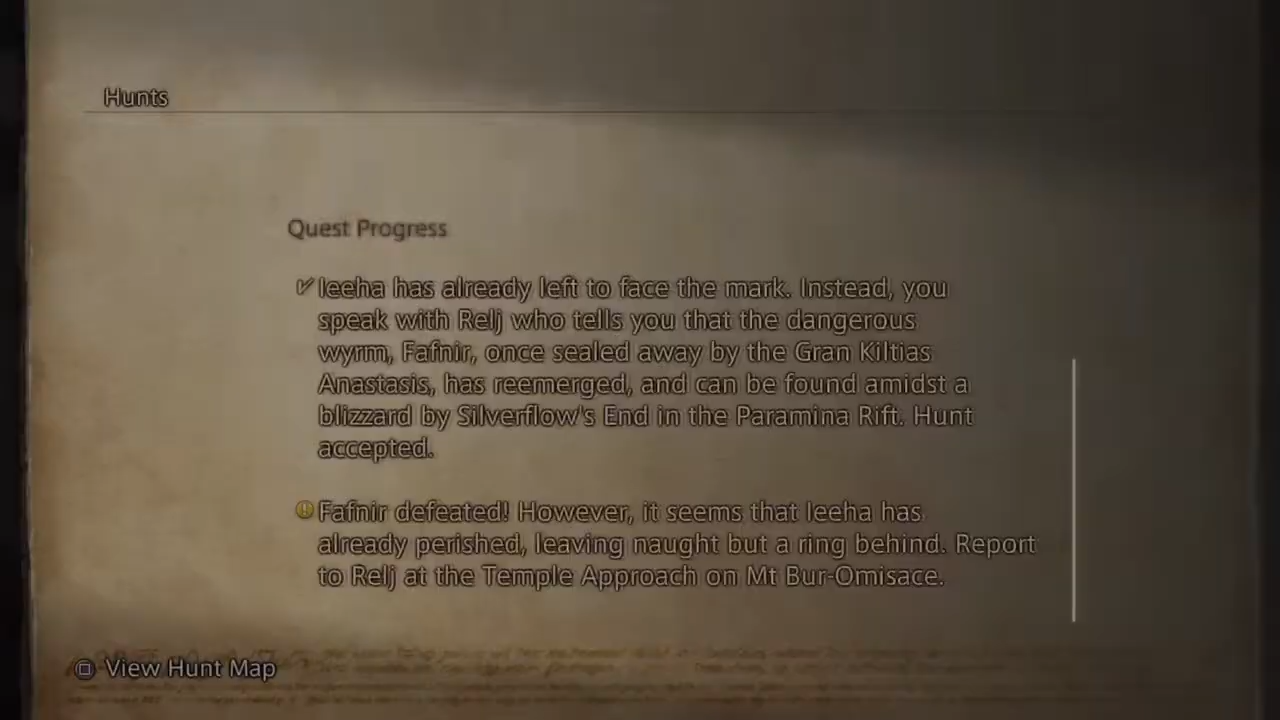 Hunts
Quest Progress
Ieeha has already left to face the mark. Instead, you
speak with Relj who tells you that the dangerous
wyrm, Fafnir, once sealed away by the Gran Kiltias
Anastasis, has reemerged, and can be found amidst a
blizzard by Silverflow's End in the Paramina Rift. Hunt
accepted.
Fafnir defeated! However, it seems that Ieeha has
already perished, leaving naught but a ring behind. Report
to Relj at the Temple Approach on Mt Bur-Omisace.
View Hunt Map